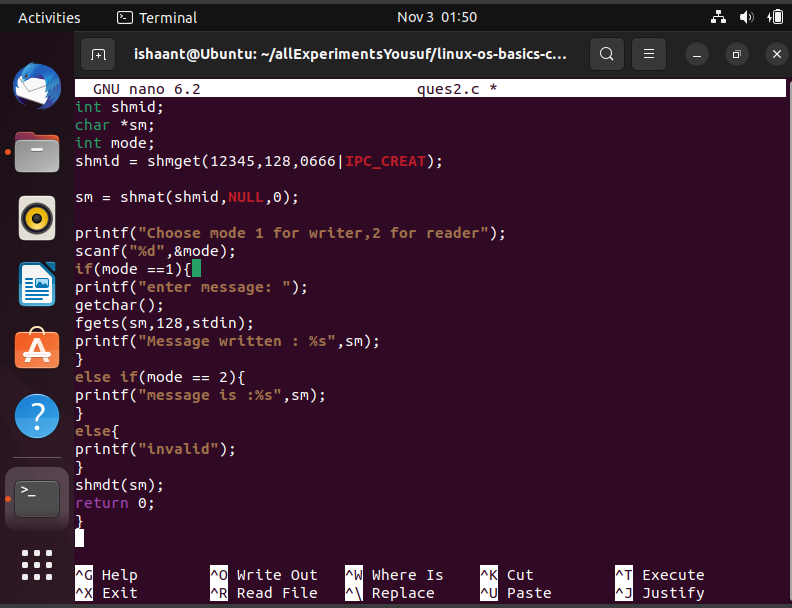 Activities Terminal Nov 3 01:50
ishaant@Ubuntu: ~/allExperimentsYousuf/linux-os-basics-c...
GNU nano 6.2 ques2.c *
int shmid;
char *sm;
int mode;
shmid = shmget(12345,128,0666|IPC_CREAT);
sm = shmat(shmid,NULL,0);
printf("Choose mode 1 for writer,2 for reader");
scanf("%d",&mode);
if(mode ==1){
printf("enter message: ");
getchar();
fgets(sm,128,stdin);
printf("Message written : %s",sm);
}
else if(mode == 2){
printf("message is :%s",sm);
}
else{
printf("invalid");
}
shmdt(sm);
return 0;
}
^G Help ^O Write Out ^W Where Is ^K Cut ^T Execute
^X Exit ^R Read File ^\ Replace ^U Paste ^J Justify